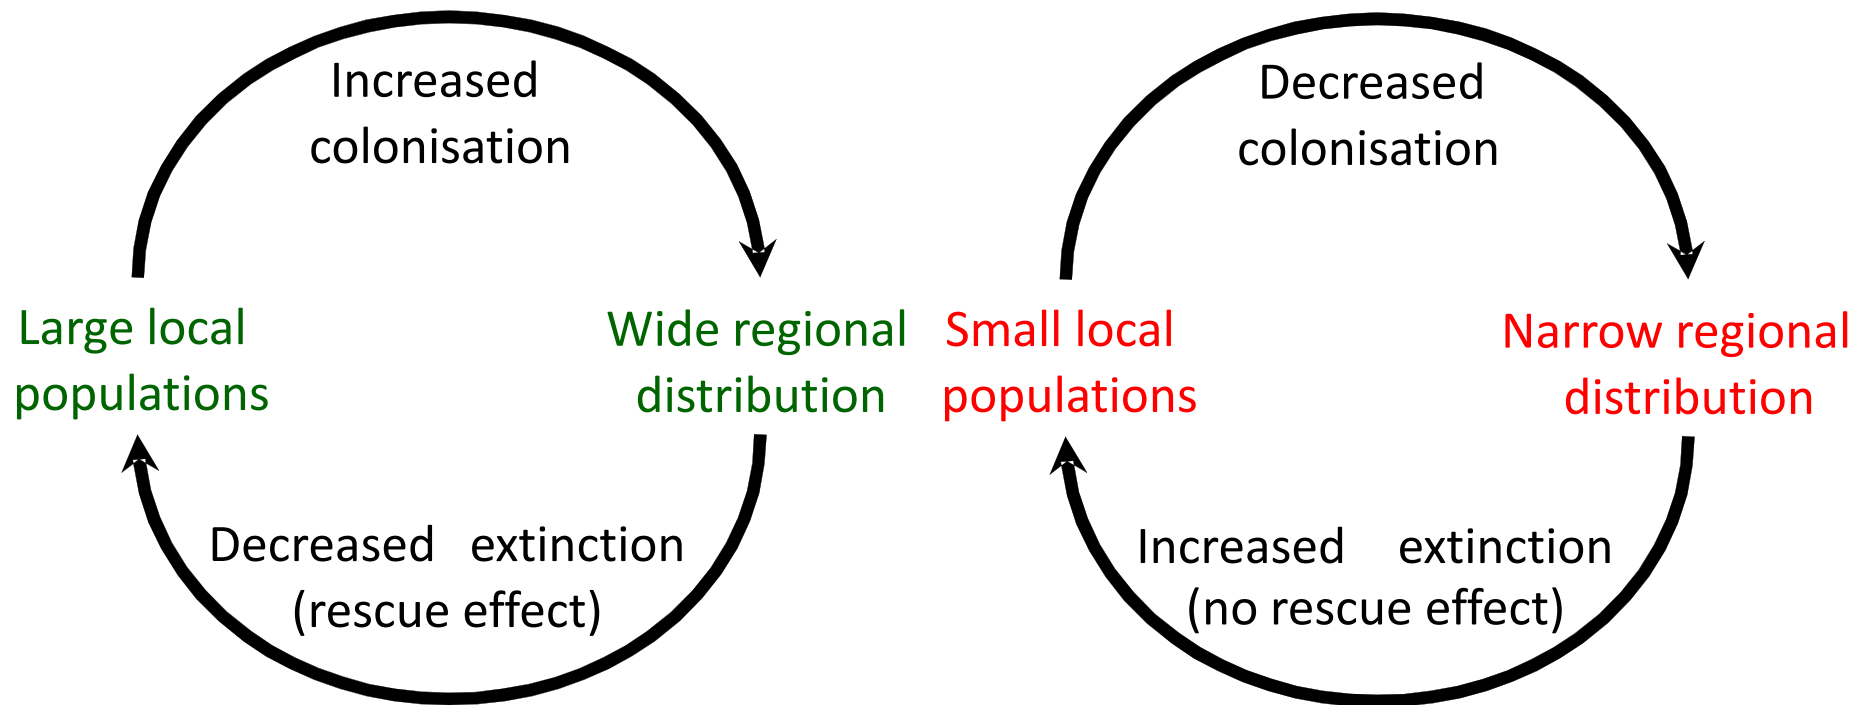 Increased
colonisation
Large local
populations
Wide regional
distribution
Decreased extinction
(rescue effect)
Decreased
colonisation
Small local
populations
Narrow regional
distribution
Increased extinction
(no rescue effect)